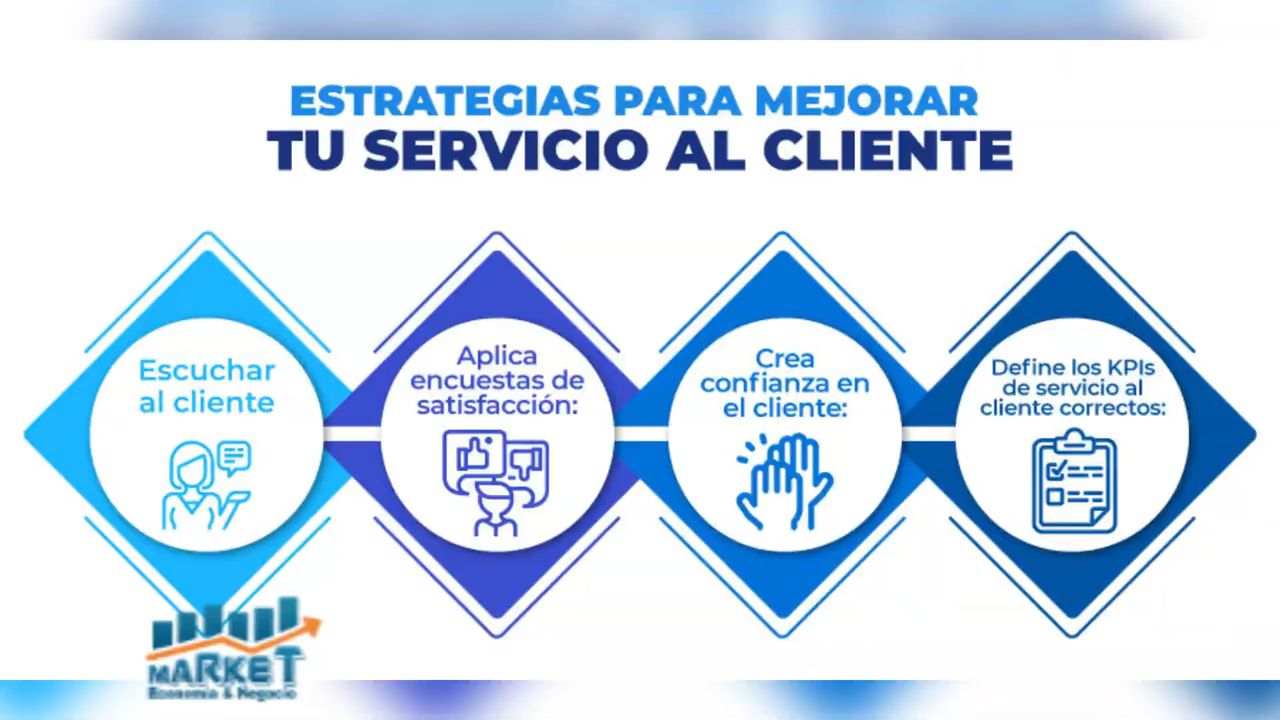 ESTRATEGIAS PARA MEJORAR
TU SERVICIO AL CLIENTE
Escuchar
al cliente
Aplica
encuestas de
satisfacción:
Crea
confianza en
el cliente:
Define los KPIs
de servicio al
cliente correctos:
MARKET
Economia & Negocio